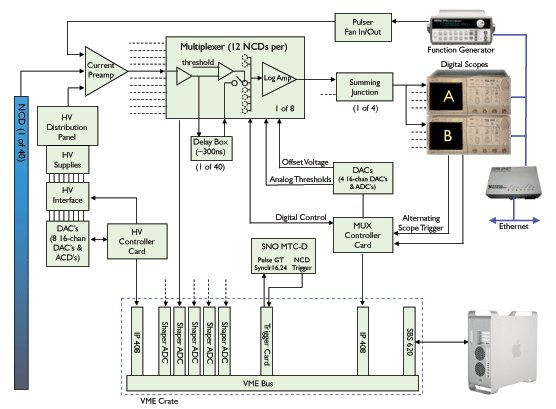 Pulser
Fan In/Out
Function Generator
Multiplexer (12 NCDs per)
Digital Scopes
Current
Preamp
threshold
Log Amp
1 of 8
Summing
Junction
(1 of 4)
A
B
NCD (1 of 40)
HV
Distribution
Panel
Delay Box
(~300ns)
(1 of 40)
HV
Supplies
Offset Voltage
Analog Thresholds
DACs
(4 16-chan DAC's
& ADC's)
HV
Interface
Ethernet
Digital Control
MUX
Controller
Card
Alternating
Scope Trigger
DAC's
(8 16-chan
DAC's &
ACD's)
HV
Controller
Card
SNO MTC-D
Pulse GT
Synclr16,24
NCD
Trigger
IP 408
Shaper ADC
Shaper ADC
Shaper ADC
Shaper ADC
Shaper ADC
Trigger Card
IP 408
SBS 620
VME Bus
VME Crate